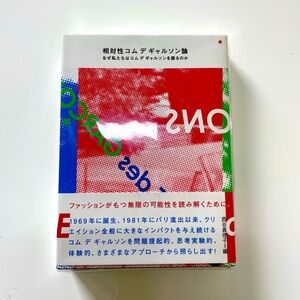 相対性コム デ ギャルソン論
なぜ私たちはコム デ ギャルソンを語るのか
ONS
des
ファッションがもつ無限の可能性を読み解くために
1969年に誕生、1981年にパリ進出以来、クリ
エイション全般に大きなインパクトを与え続ける
コム デ ギャルソンを問題提起的、思考実験的、
体験的、さまざまなアプローチから照らし出す!